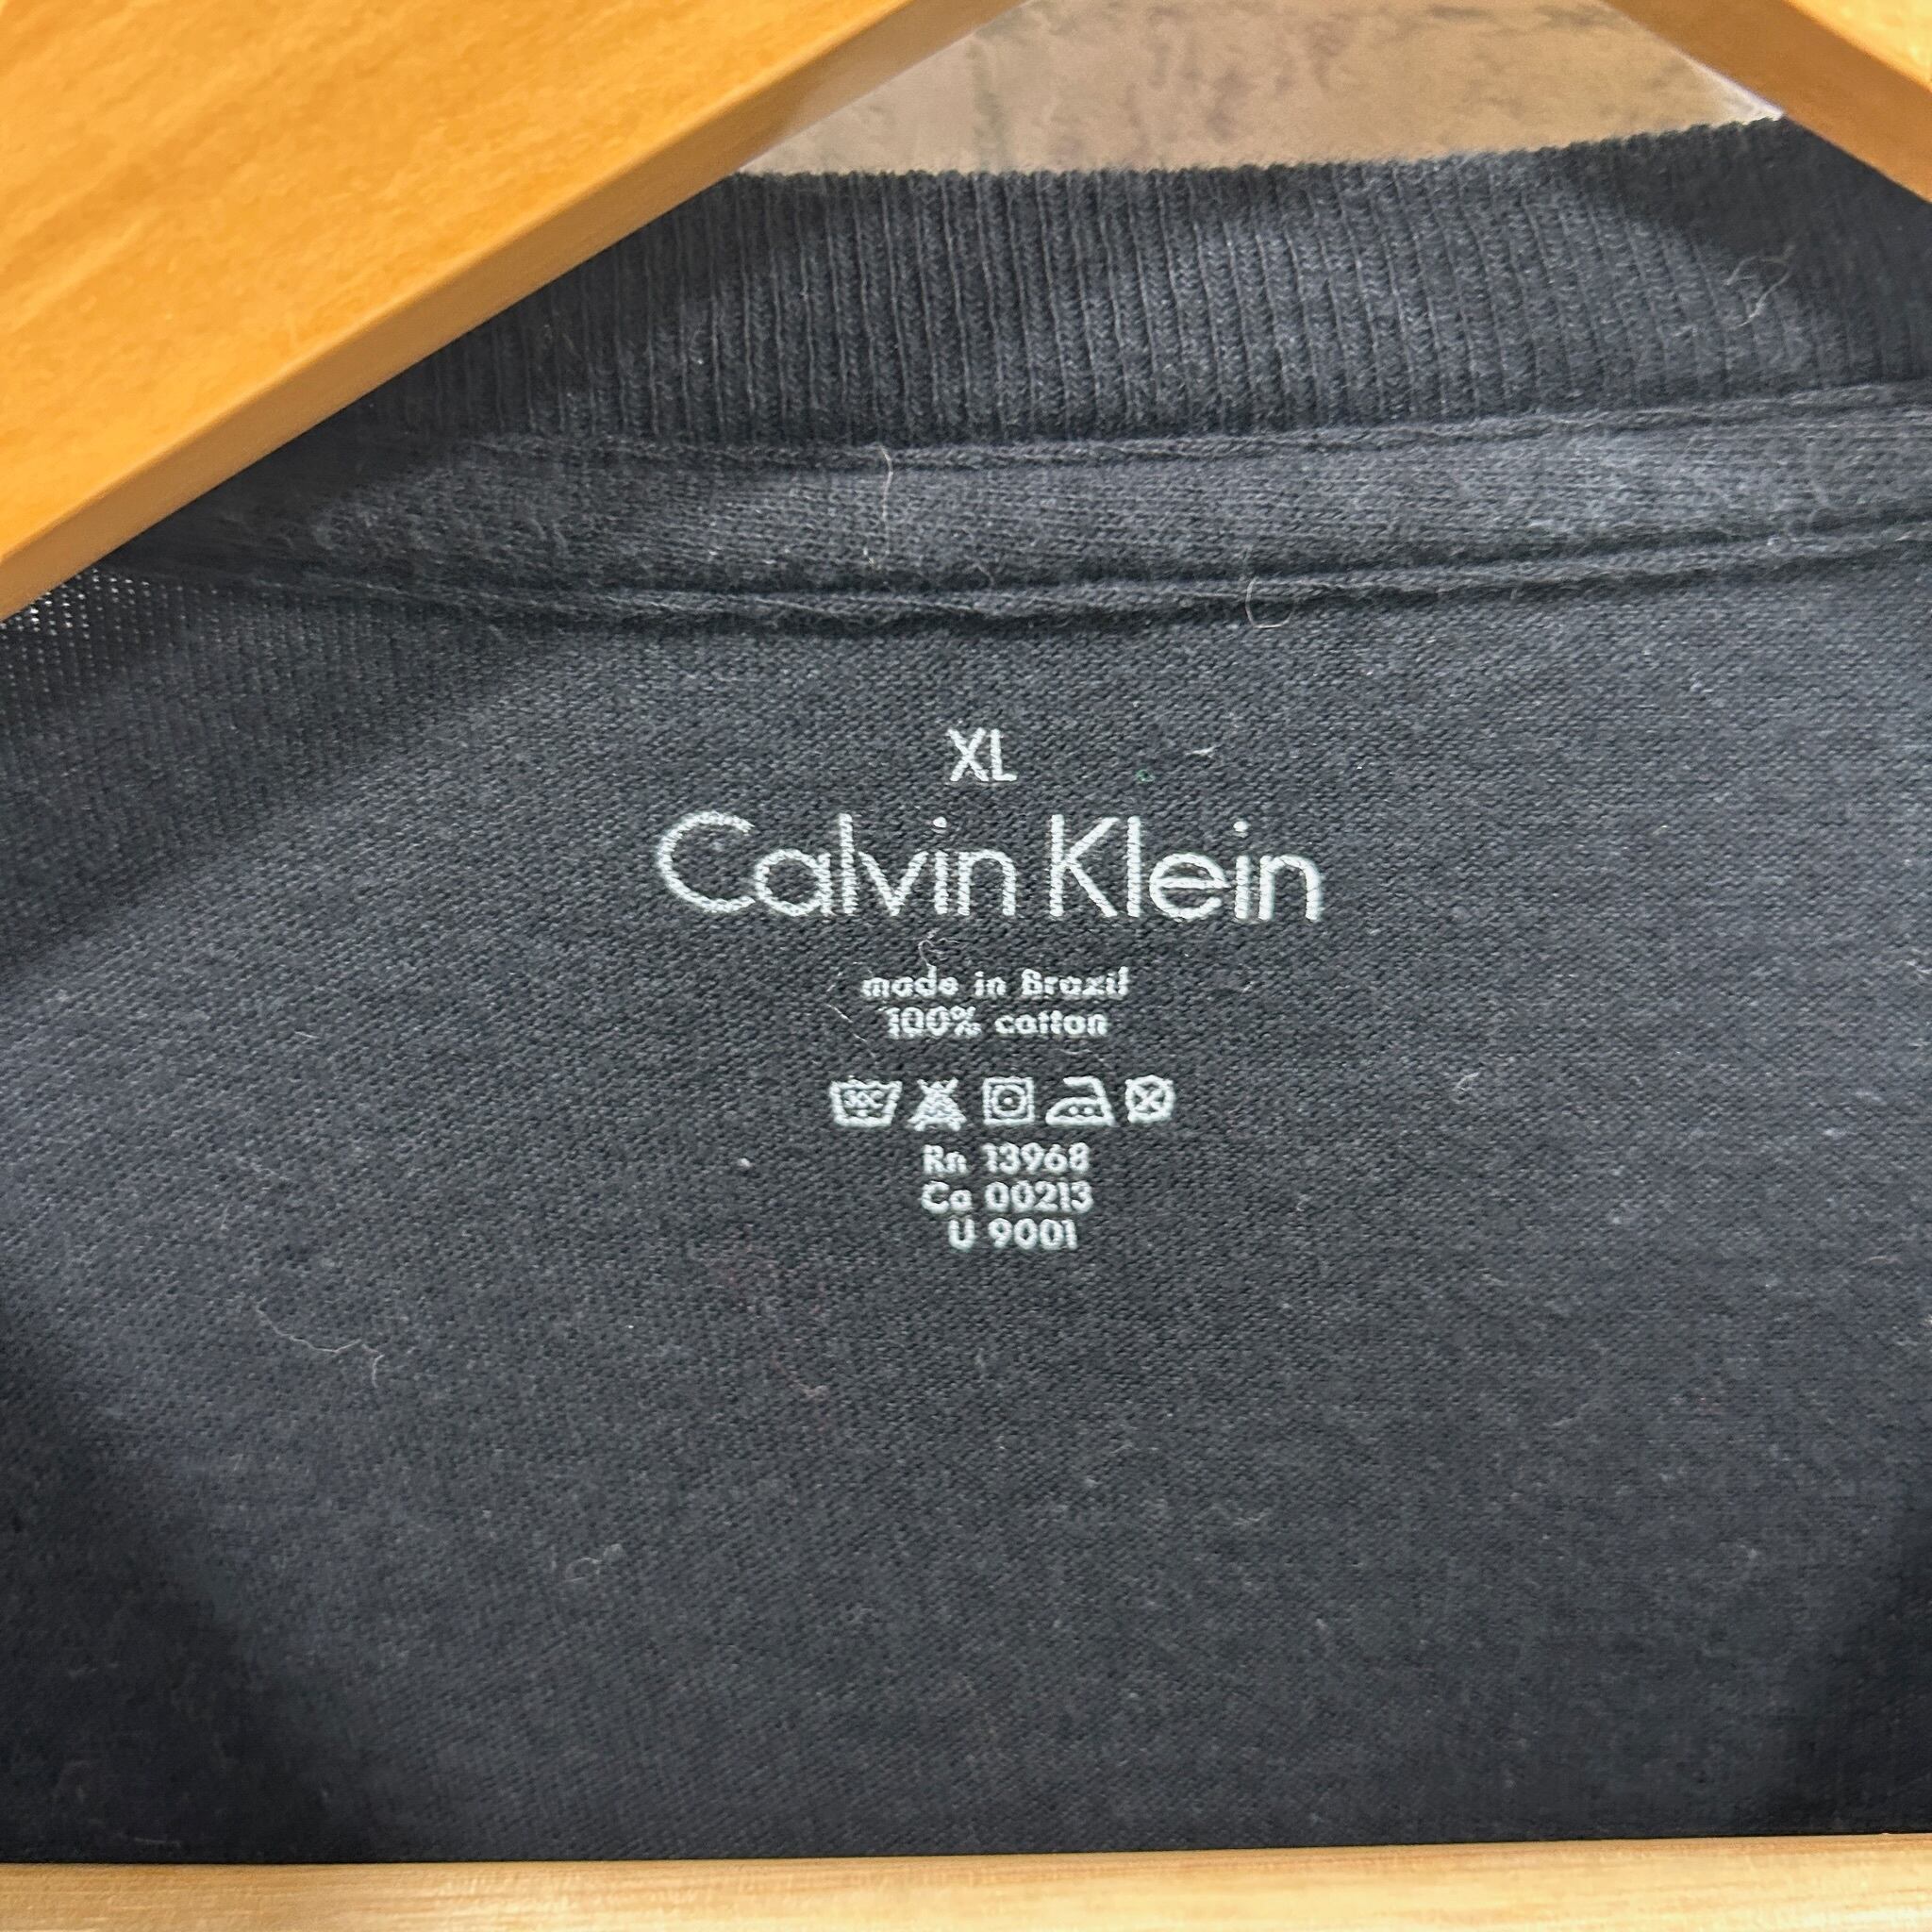 XL
Calvin Klein
made in Brazil
100% cotton
Rn 13968
Ca 00213
U 9001